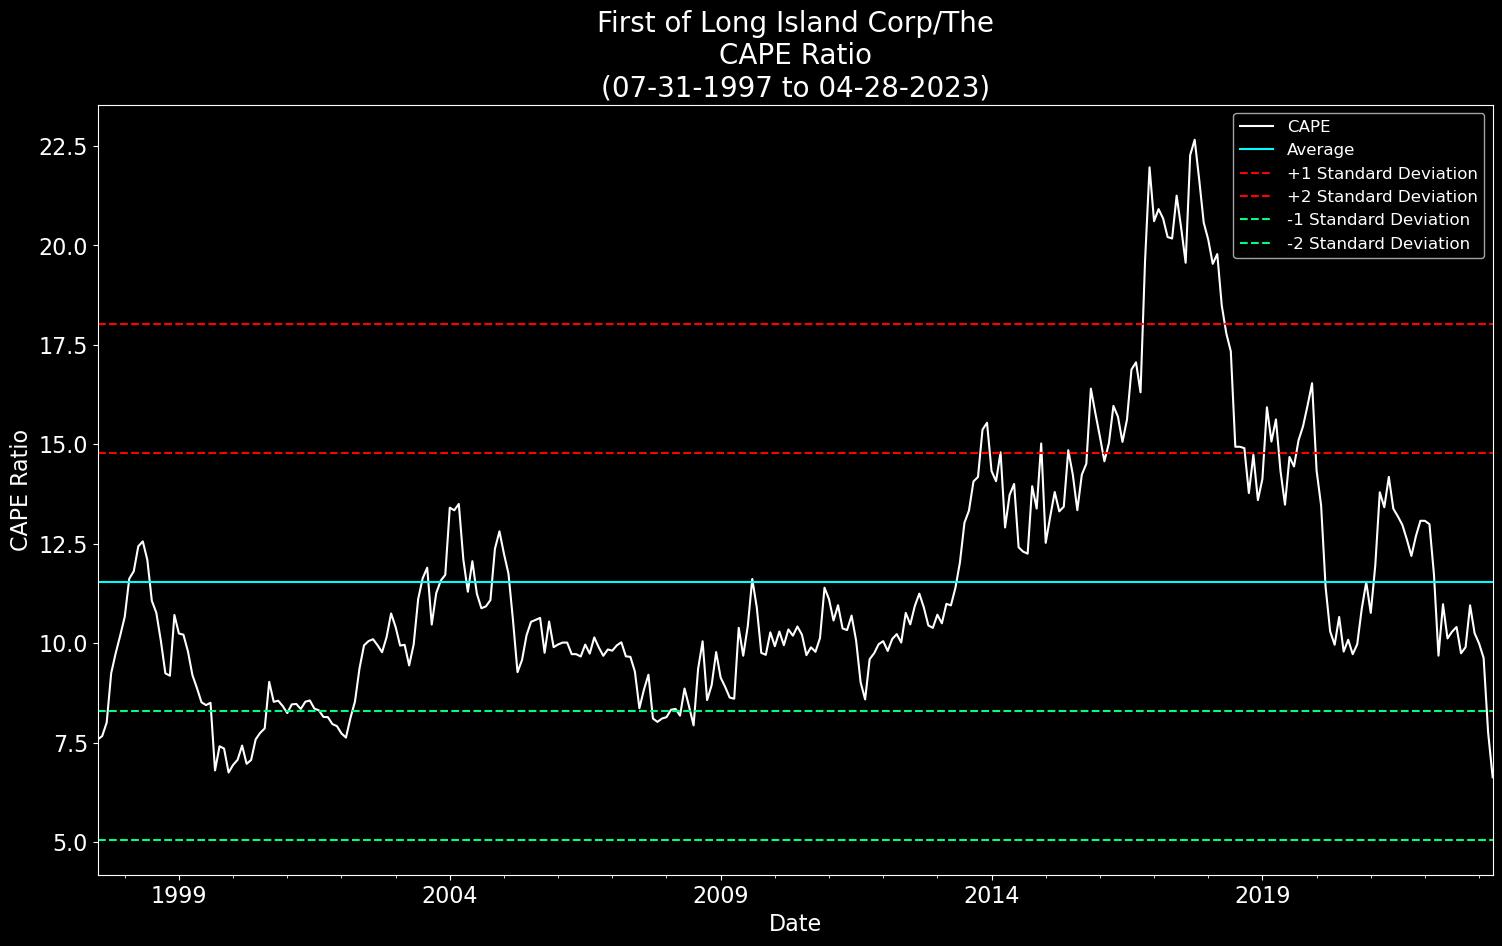 First of Long Island Corp/The
CAPE Ratio
(07-31-1997 to 04-28-2023)
CAPE
Average
+1 Standard Deviation
+2 Standard Deviation
-1 Standard Deviation
-2 Standard Deviation
22.5
20.0
17.5
15.0
12.5
10.0
7.5
5.0
CAPE Ratio
1999
2004
2009
2014
2019
Date